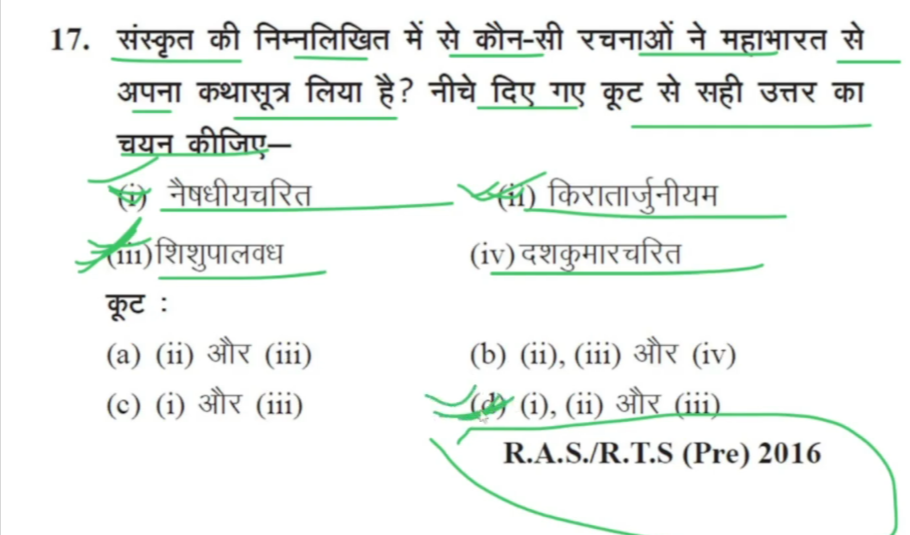 17. संस्कृत की निम्नलिखित में से कौन-सी रचनाओं ने महाभारत से
अपना कथासूत्र लिया है? नीचे दिए गए कूट से सही उत्तर का
चयन कीजिए–
(i) नैषधीयचरित (ii) किरातार्जुनीयम
(iii) शिशुपालवध (iv) दशकुमारचरित
कूट :
(a) (ii) और (iii) (b) (ii), (iii) और (iv)
(c) (i) और (iii) (d) (i), (ii) और (iii)
R.A.S./R.T.S (Pre) 2016